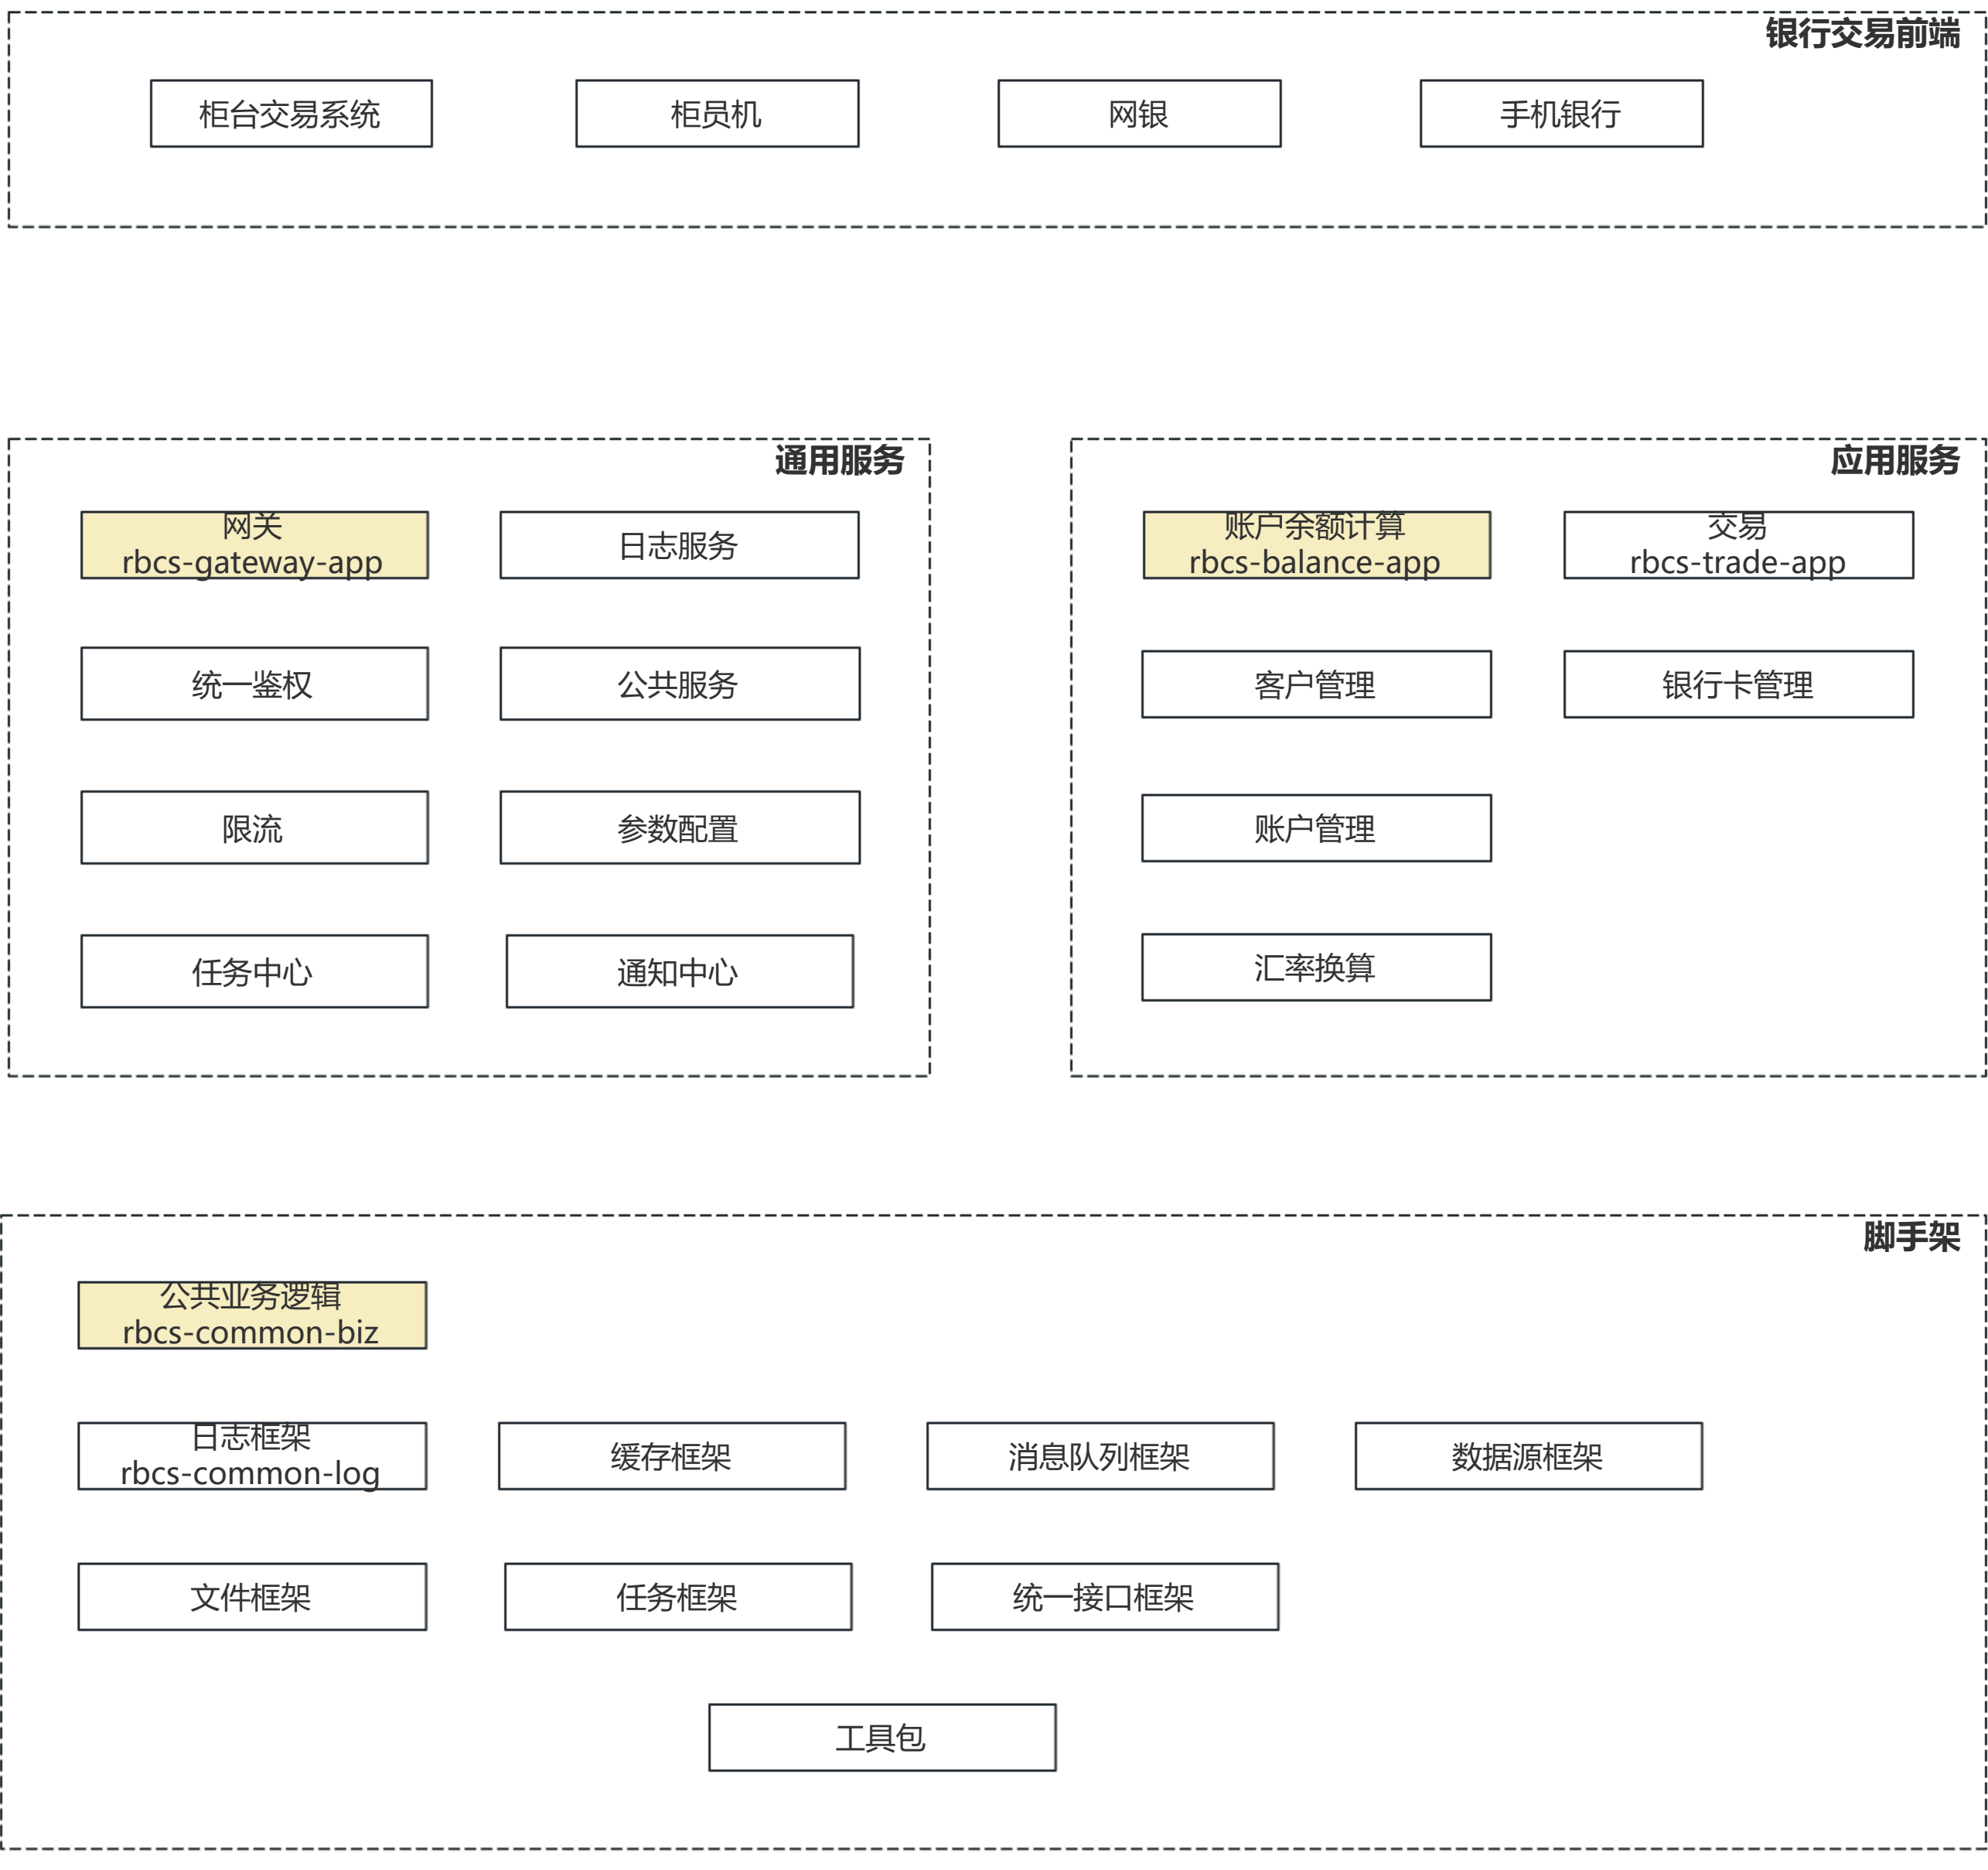 银行交易前端
柜台交易系统
柜员机
网银
手机银行
通用服务
网关
rbcs-gateway-app
日志服务
统一鉴权
公共服务
限流
参数配置
任务中心
通知中心
应用服务
账户余额计算
rbcs-balance-app
交易
rbcs-trade-app
客户管理
银行卡管理
账户管理
汇率换算
脚手架
公共业务逻辑
rbcs-common-biz
日志框架
rbcs-common-log
缓存框架
消息队列框架
数据源框架
文件框架
任务框架
统一接口框架
工具包